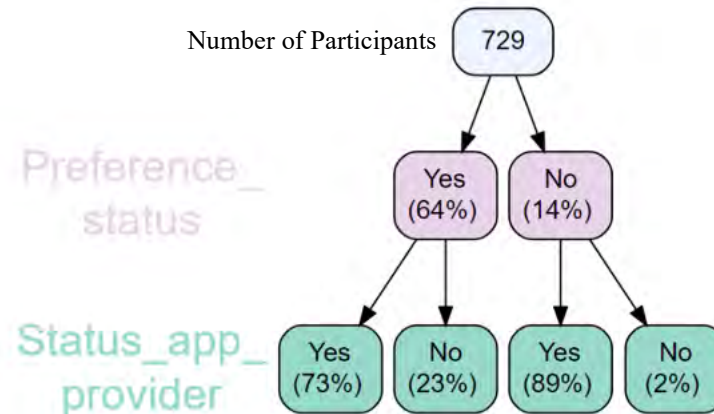 Number of Participants 729
Preference_
status
Yes
(64%)
No
(14%)
Status_app_
provider
Yes
(73%)
No
(23%)
Yes
(89%)
No
(2%)